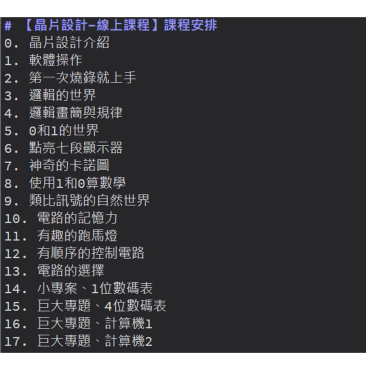 # 【晶片設計-線上課程】課程安排
0. 晶片設計介紹
1. 軟體操作
2. 第一次燒錄就上手
3. 邏輯的世界
4. 邏輯畫簡與規律
5. 0和1的世界
6. 點亮七段顯示器
7. 神奇的卡諾圖
8. 使用1和0算數學
9. 類比訊號的自然世界
10. 電路的記憶力
11. 有趣的跑馬燈
12. 有順序的控制電路
13. 電路的選擇
14. 小專案、1位數碼表
15. 巨大專題、4位數碼表
16. 巨大專題、計算機1
17. 巨大專題、計算機2